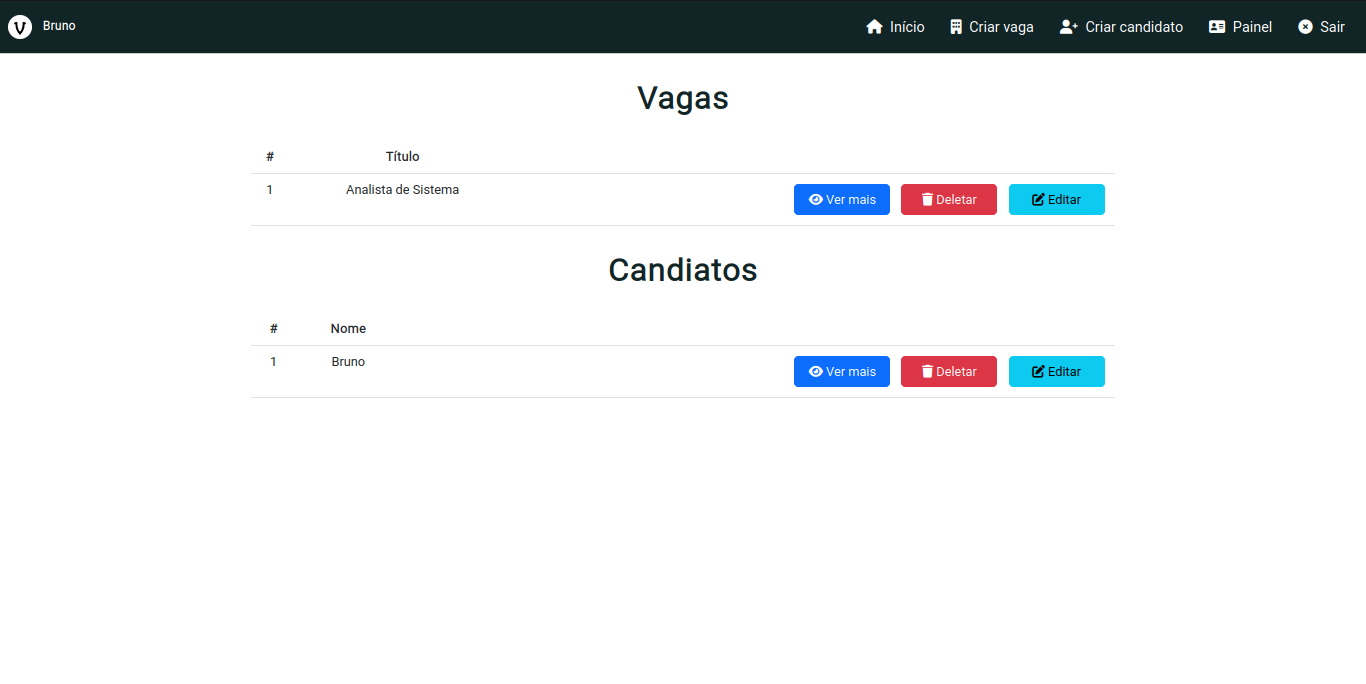 V Bruno Início Criar vaga Criar candidato Painel Sair
Vagas
# Título
1 Analista de Sistema Ver mais Deletar Editar
Candiatos
# Nome
1 Bruno Ver mais Deletar Editar